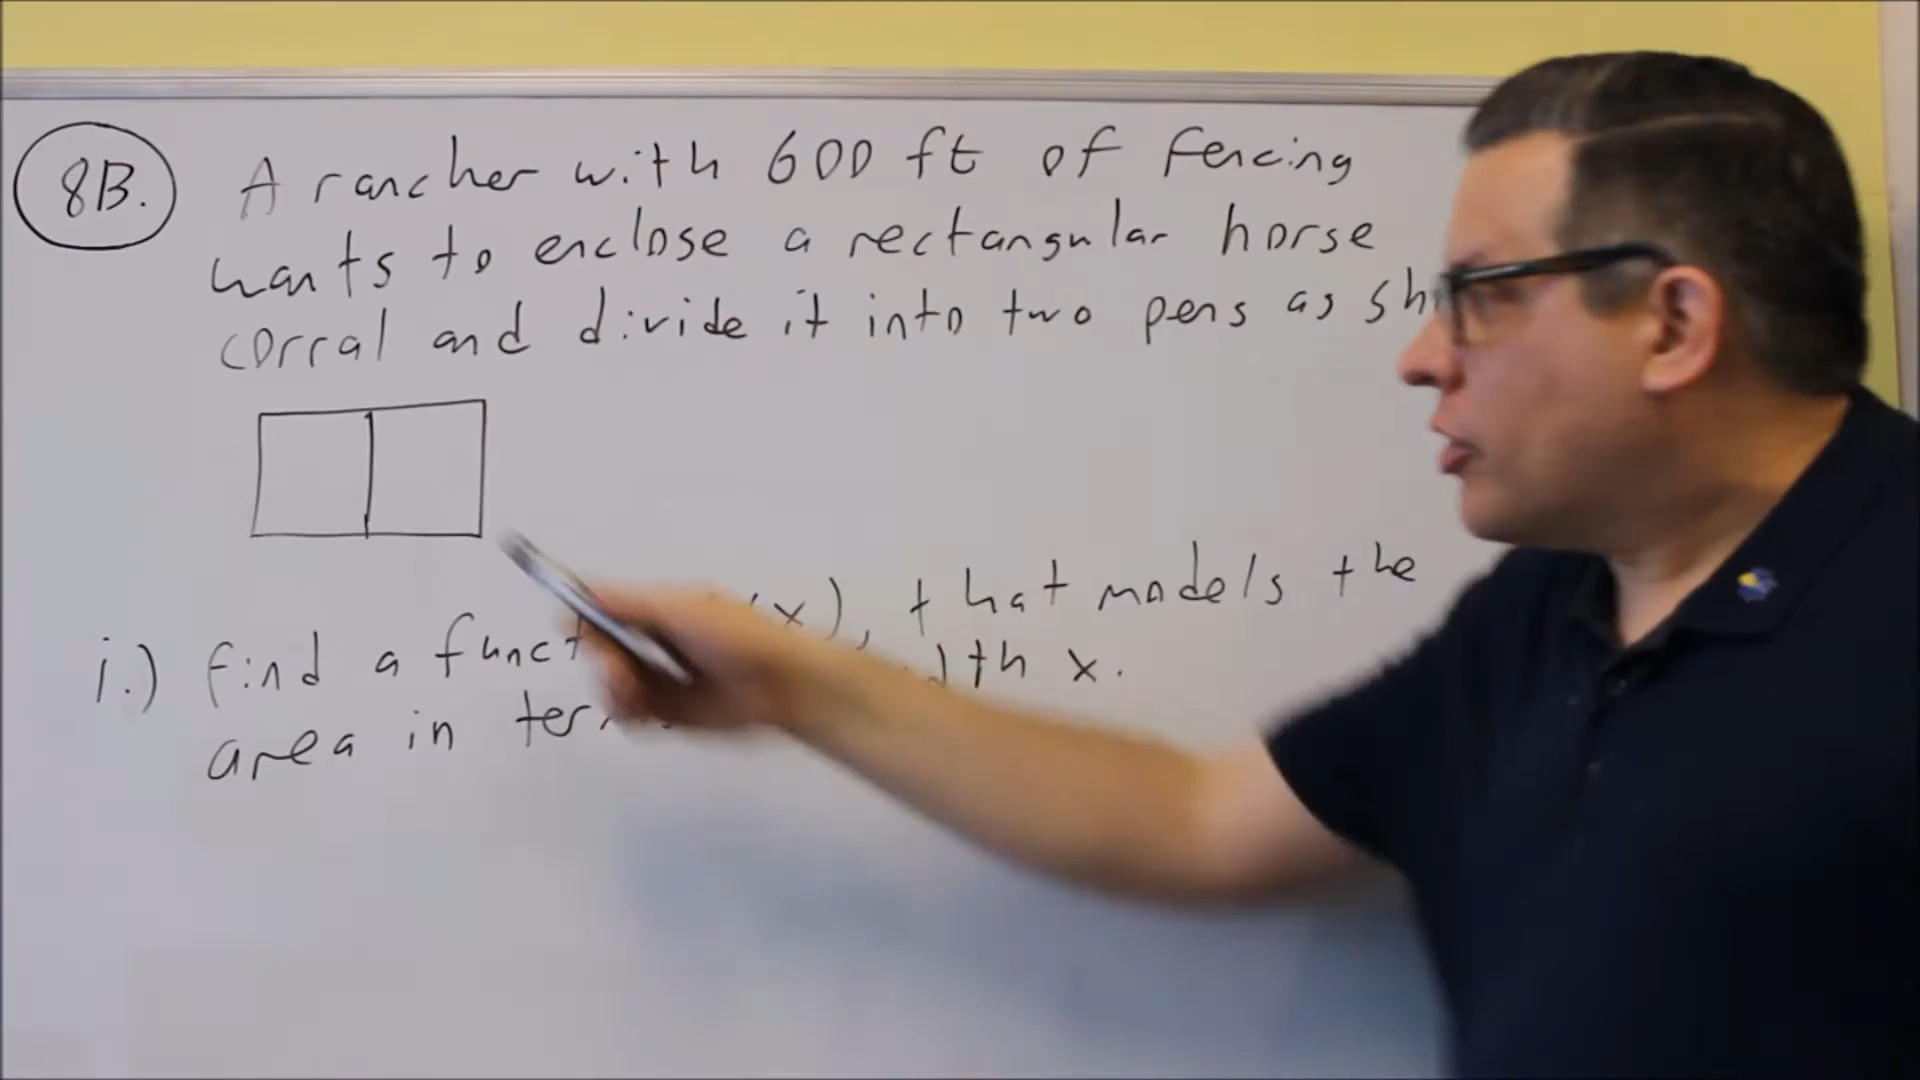 8B. A rancher with 600 ft of fencing
wants to enclose a rectangular horse
corral and divide it into two pens as sh
i.) find a funct (x), that models the
area in ter dth x.